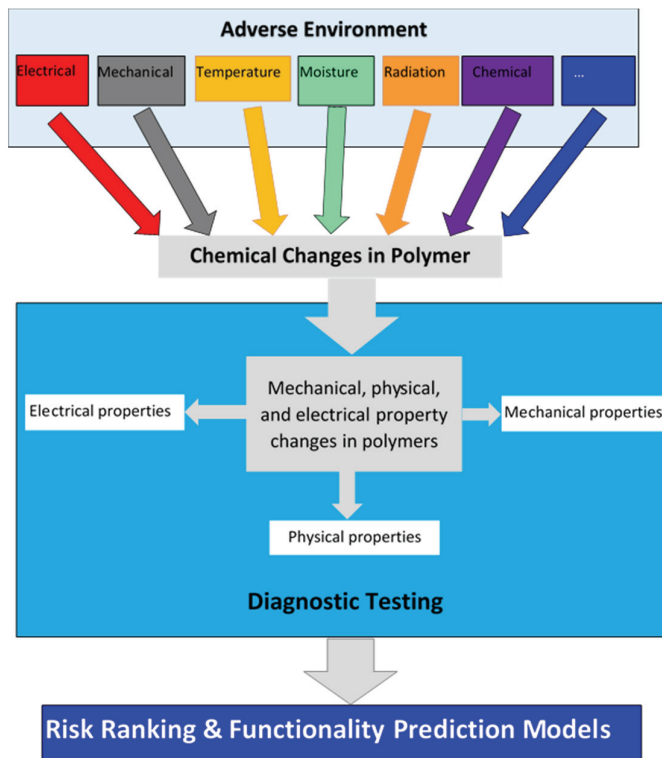 Adverse Environment
Electrical
Mechanical
Temperature
Moisture
Radiation
Chemical
...
Chemical Changes in Polymer
Mechanical, physical,
and electrical property
changes in polymers
Electrical properties
Mechanical properties
Physical properties
Diagnostic Testing
Risk Ranking & Functionality Prediction Models